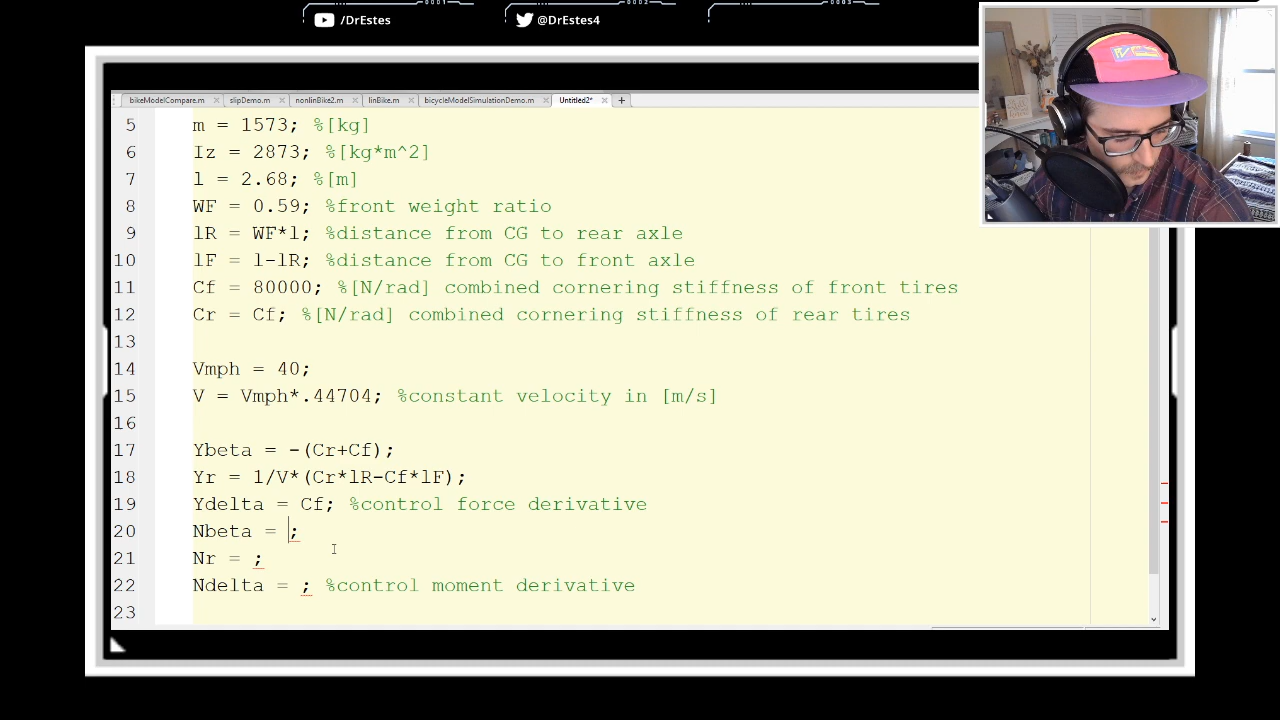 0001
0002
0003
/DrEstes
@DrEstes4
bikeModelCompare.m
slipDemo.m
nonlinBike2.m
linBike.m
bicycleModelSimulationDemo.m
Untitled2*
5 m = 1573; %[kg]
6 Iz = 2873; %[kg*m^2]
7 l = 2.68; %[m]
8 WF = 0.59; %front weight ratio
9 lR = WF*l; %distance from CG to rear axle
10 lF = l-lR; %distance from CG to front axle
11 Cf = 80000; %[N/rad] combined cornering stiffness of front tires
12 Cr = Cf; %[N/rad] combined cornering stiffness of rear tires
13
14 Vmph = 40;
15 V = Vmph*.44704; %constant velocity in [m/s]
16
17 Ybeta = -(Cr+Cf);
18 Yr = 1/V*(Cr*lR-Cf*lF);
19 Ydelta = Cf; %control force derivative
20 Nbeta = ;
21 Nr = ;
22 Ndelta = ; %control moment derivative
23